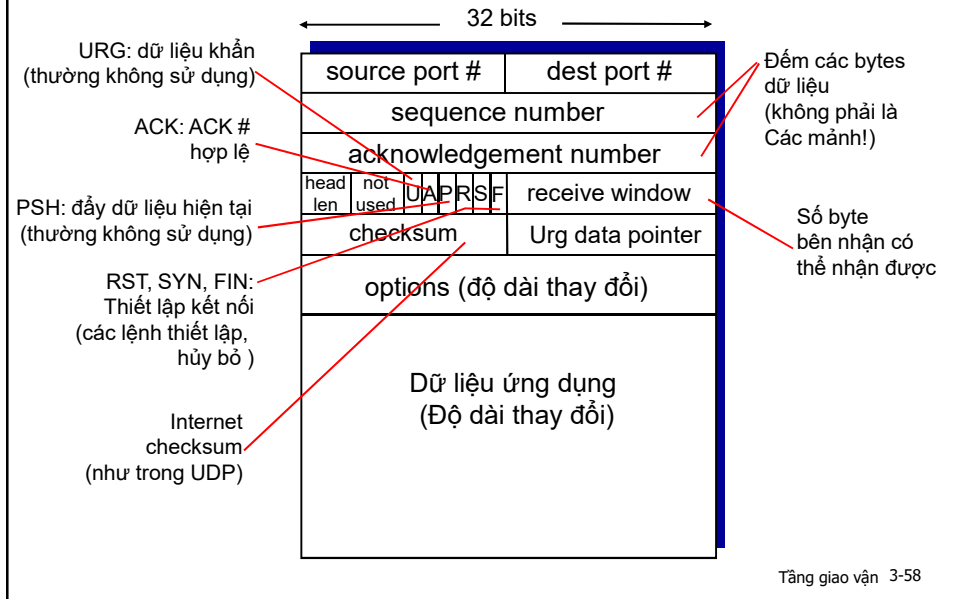 32 bits
URG: dữ liệu khẩn
(thường không sử dụng)
ACK: ACK #
hợp lệ
PSH: đẩy dữ liệu hiện tại
(thường không sử dụng)
RST, SYN, FIN:
Thiết lập kết nối
(các lệnh thiết lập,
hủy bỏ )
Internet
checksum
(như trong UDP)
source port #
dest port #
sequence number
acknowledgement number
head
len
not
used
U
A
P
R
S
F
receive window
checksum
Urg data pointer
options (độ dài thay đổi)
Dữ liệu ứng dụng
(Độ dài thay đổi)
Đếm các bytes
dữ liệu
(không phải là
Các mảnh!)
Số byte
bên nhận có
thể nhận được
Tầng giao vận 3-58